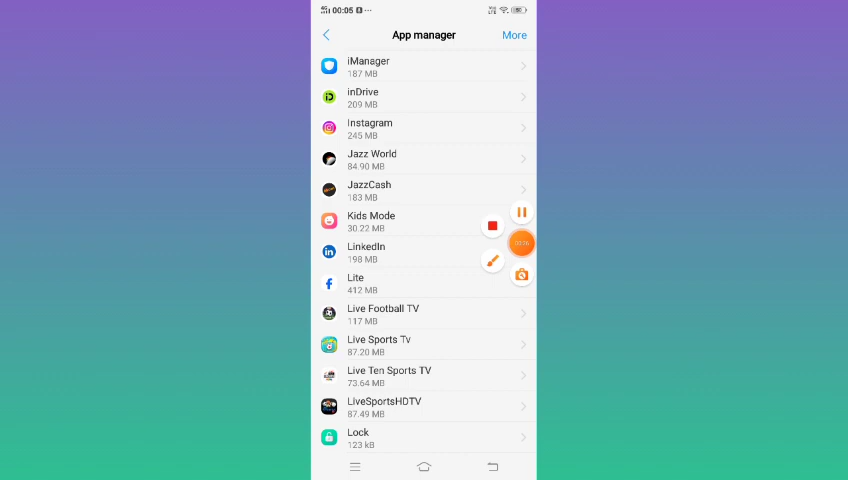 00:05
App manager
More
iManager
187 MB
inDrive
209 MB
Instagram
245 MB
Jazz World
84.90 MB
JazzCash
183 MB
Kids Mode
30.22 MB
LinkedIn
198 MB
Lite
412 MB
Live Football TV
117 MB
Live Sports Tv
87.20 MB
Live Ten Sports TV
73.64 MB
LiveSportsHDTV
87.49 MB
Lock
123 kB